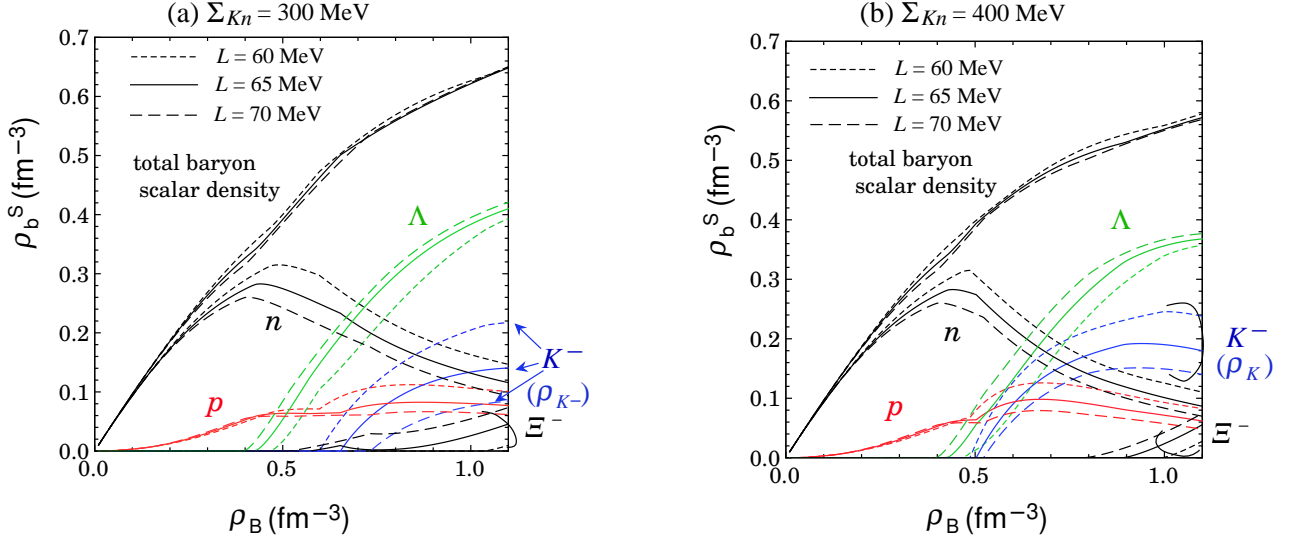 (a) Σ_Kn = 300 MeV
0.7
0.6
0.5
0.4
0.3
0.2
0.1
0.0
ρ_b^S (fm−3)
L = 60 MeV
L = 65 MeV
L = 70 MeV
total baryon
scalar density
Λ
n
p
K−
(ρ_K−)
Ξ−
0.0
0.5
1.0
ρ_B (fm−3)
(b) Σ_Kn = 400 MeV
0.7
0.6
0.5
0.4
0.3
0.2
0.1
0.0
ρ_b^S (fm−3)
L = 60 MeV
L = 65 MeV
L = 70 MeV
total baryon
scalar density
Λ
n
p
K−
(ρ_K)
Ξ−
0.0
0.5
1.0
ρ_B (fm−3)